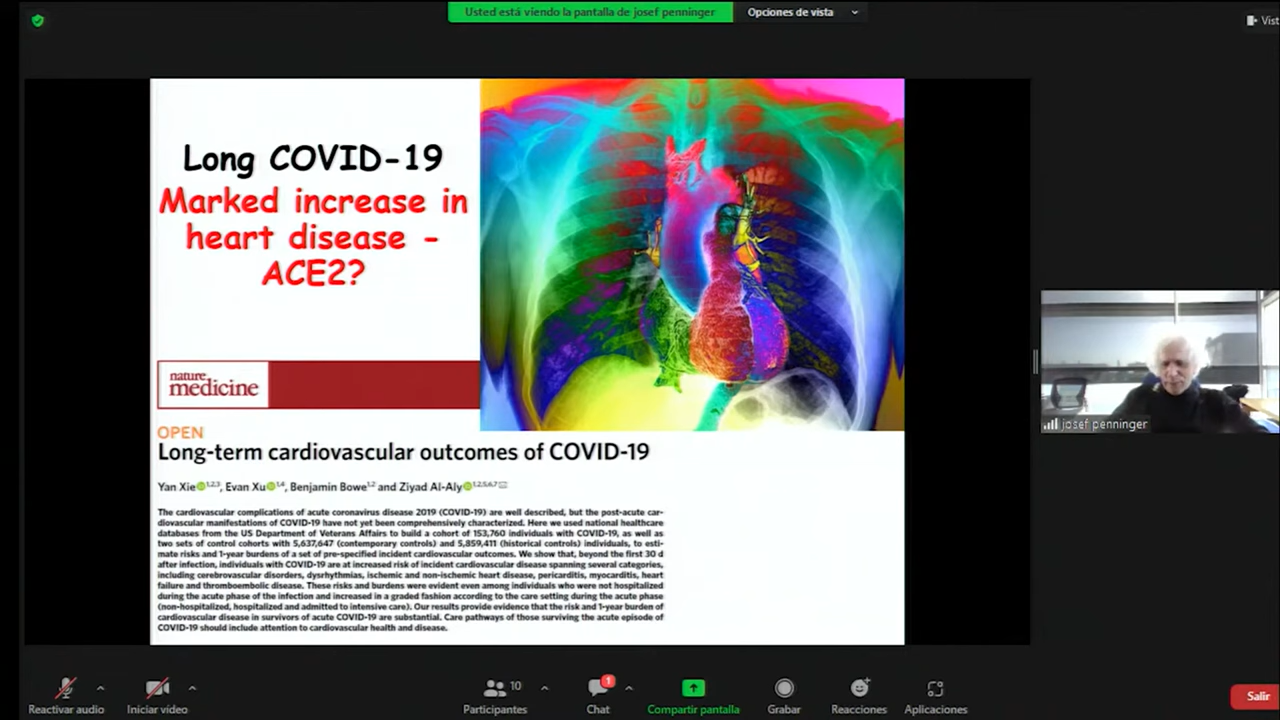 Usted está viendo la pantalla de josef penninger
Opciones de vista
Vist
Long COVID-19
Marked increase in
heart disease -
ACE2?
nature
medicine
OPEN
Long-term cardiovascular outcomes of COVID-19
Yan Xie 1,2,3, Evan Xu 1,4, Benjamin Bowe 1,2 and Ziyad Al-Aly 1,2,5,6,7
The cardiovascular complications of acute coronavirus disease 2019 (COVID-19) are well described, but the post-acute car-
diovascular manifestations of COVID-19 have not yet been comprehensively characterized. Here we used national healthcare
databases from the US Department of Veterans Affairs to build a cohort of 153,760 individuals with COVID-19, as well as
two sets of control cohorts with 5,637,647 (contemporary controls) and 5,859,411 (historical controls) individuals, to esti-
mate risks and 1-year burdens of a set of pre-specified incident cardiovascular outcomes. We show that, beyond the first 30 d
after infection, individuals with COVID-19 are at increased risk of incident cardiovascular disease spanning several categories,
including cerebrovascular disorders, dysrhythmias, ischemic and non-ischemic heart disease, pericarditis, myocarditis, heart
failure and thromboembolic disease. These risks and burdens were evident even among individuals who were not hospitalized
during the acute phase of the infection and increased in a graded fashion according to the care setting during the acute phase
(non-hospitalized, hospitalized and admitted to intensive care). Our results provide evidence that the risk and 1-year burden of
cardiovascular disease in survivors of acute COVID-19 are substantial. Care pathways of those surviving the acute episode of
COVID-19 should include attention to cardiovascular health and disease.
josef penninger
Reactivar audio
Iniciar vídeo
10
Participantes
1
Chat
Compartir pantalla
Grabar
Reacciones
Aplicaciones
Salir